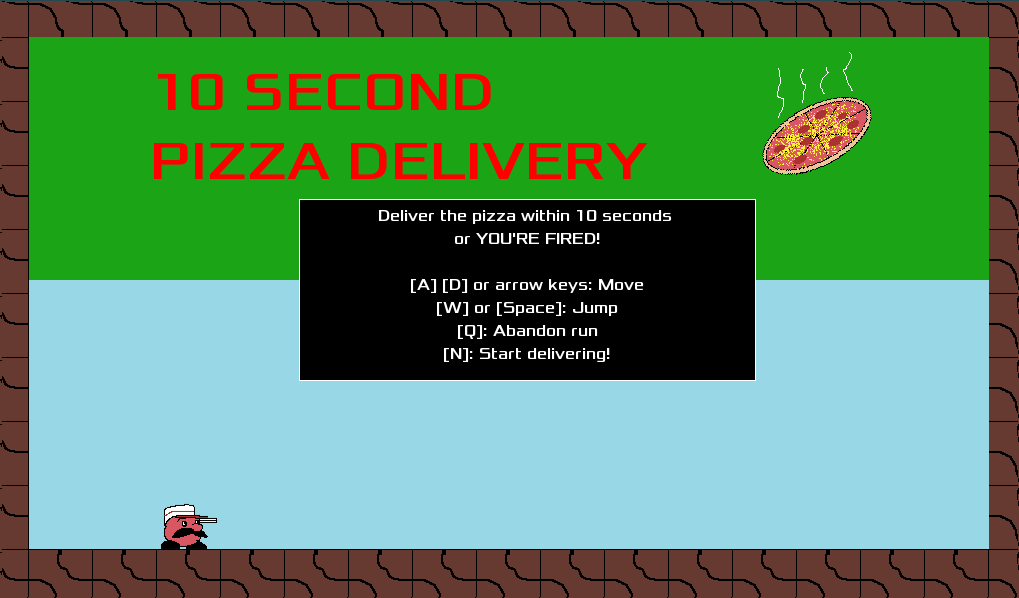 10 SECOND
PIZZA DELIVERY
Deliver the pizza within 10 seconds
or YOU'RE FIRED!
[A] [D] or arrow keys: Move
[W] or [Space]: Jump
[Q]: Abandon run
[N]: Start delivering!